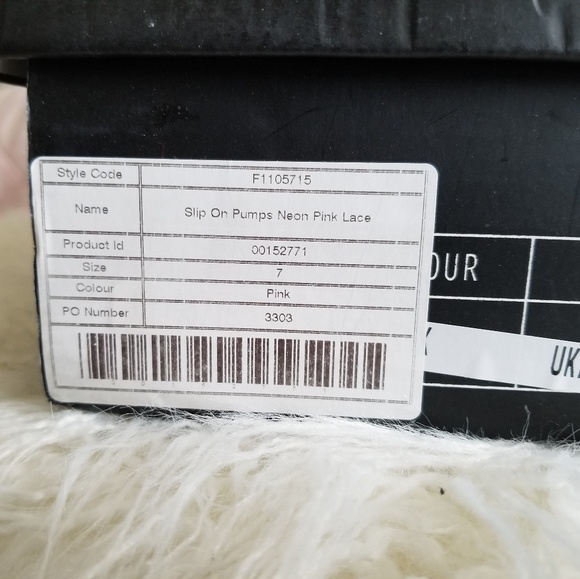 Style Code F1105715
Name Slip On Pumps Neon Pink Lace
Product Id 00152771
Size 7
Colour Pink
PO Number 3303
OUR
K
UK